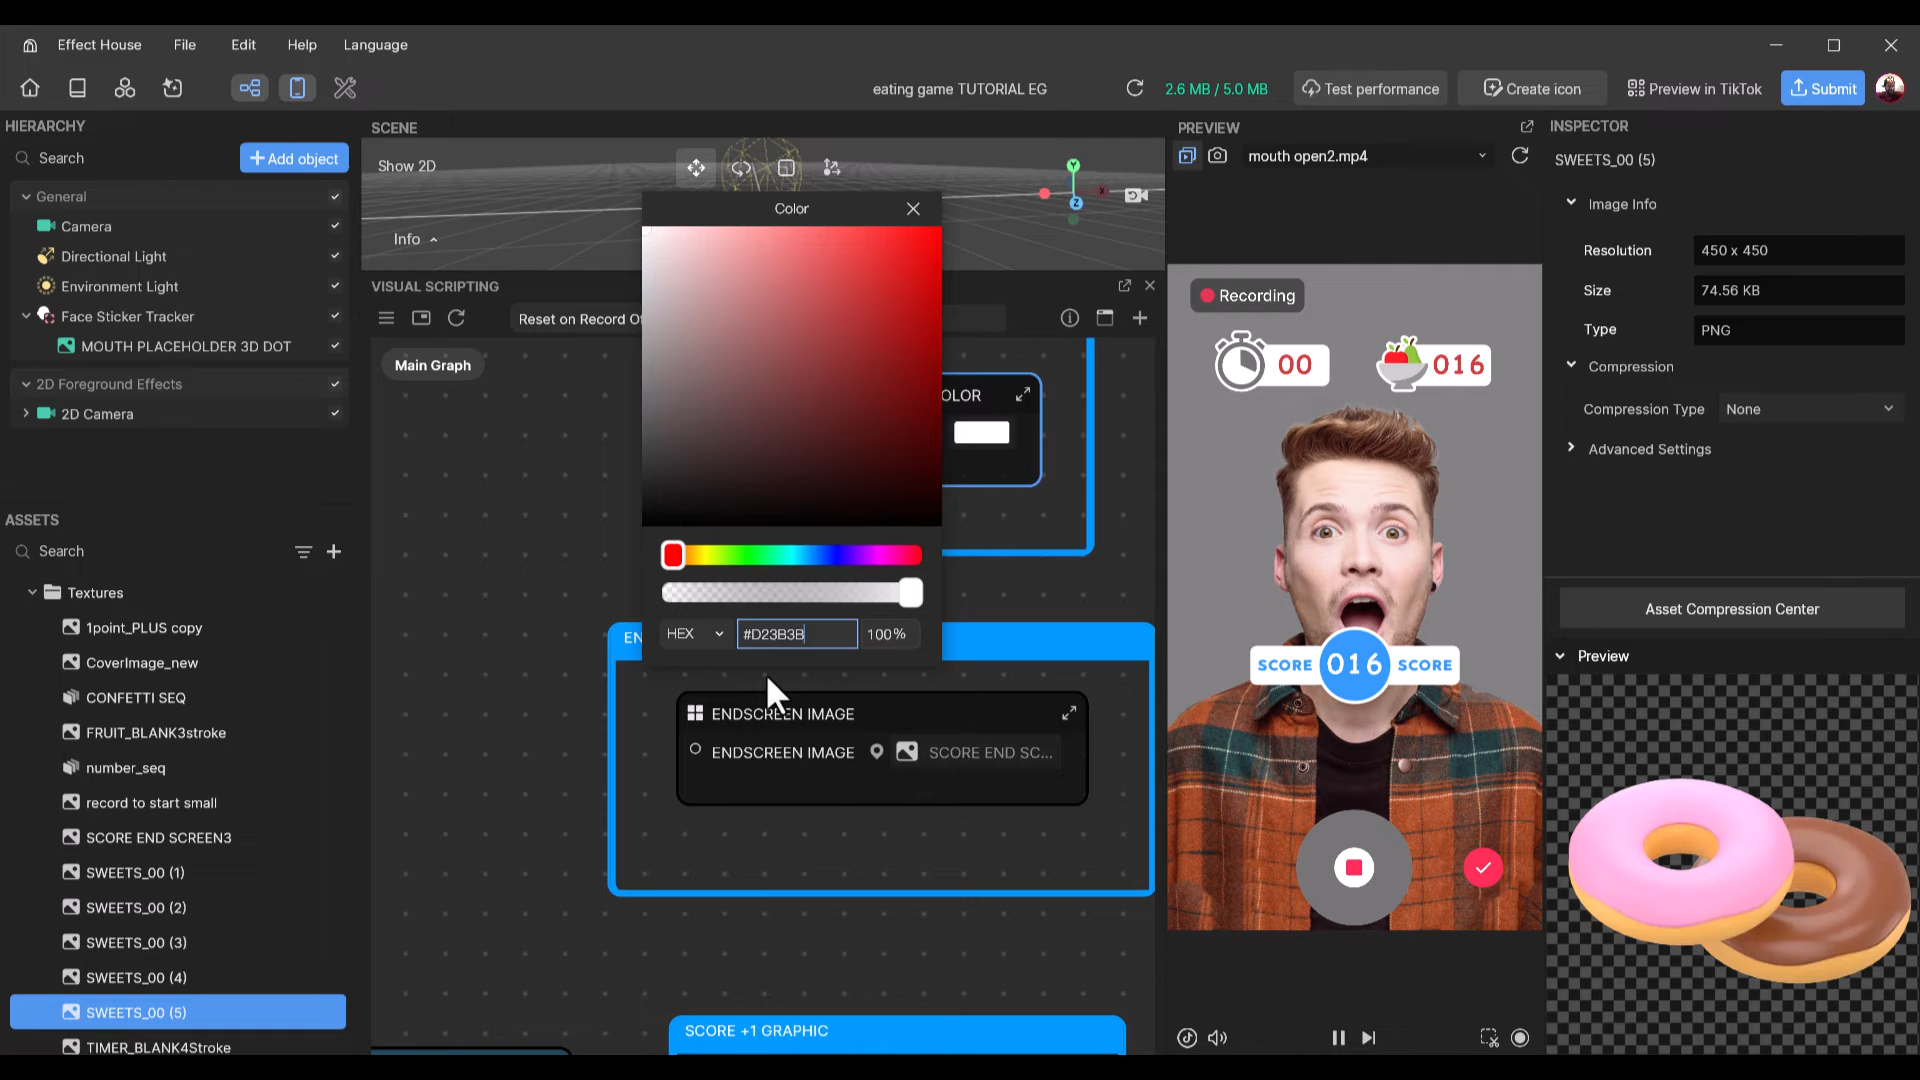 Effect House
File
Edit
Help
Language
eating game TUTORIAL EG
2.6 MB / 5.0 MB
Test performance
Create icon
Preview in TikTok
Submit
HIERARCHY
Search
Add object
General
Camera
Directional Light
Environment Light
Face Sticker Tracker
MOUTH PLACEHOLDER 3D DOT
2D Foreground Effects
2D Camera
ASSETS
Search
Textures
1point_PLUS copy
CoverImage_new
CONFETTI SEQ
FRUIT_BLANK3stroke
number_seq
record to start small
SCORE END SCREEN3
SWEETS_00 (1)
SWEETS_00 (2)
SWEETS_00 (3)
SWEETS_00 (4)
SWEETS_00 (5)
TIMER_BLANK4Stroke
SCENE
Show 2D
Info
Y
X
Z
VISUAL SCRIPTING
Reset on Record Of
Main Graph
Color
OLOR
HEX
#D23B3B
100%
EN
ENDSCREEN IMAGE
ENDSCREEN IMAGE
SCORE END SC...
SCORE +1 GRAPHIC
PREVIEW
mouth open2.mp4
Recording
00
016
SCORE 016 SCORE
INSPECTOR
SWEETS_00 (5)
Image Info
Resolution
450 x 450
Size
74.56 KB
Type
PNG
Compression
Compression Type
None
Advanced Settings
Asset Compression Center
Preview